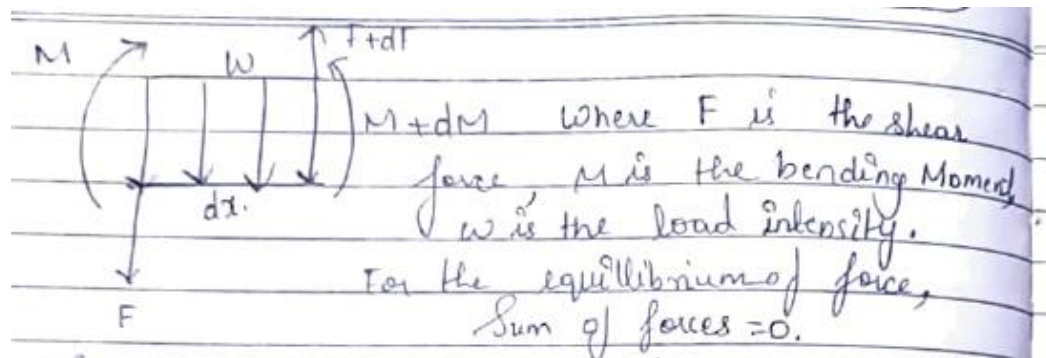 M W F+dF
M+dM where F is the shear
force, M is the bending Moment,
dx. w is the load intensity.
For the equillibrium of force,
F Sum of forces =0.